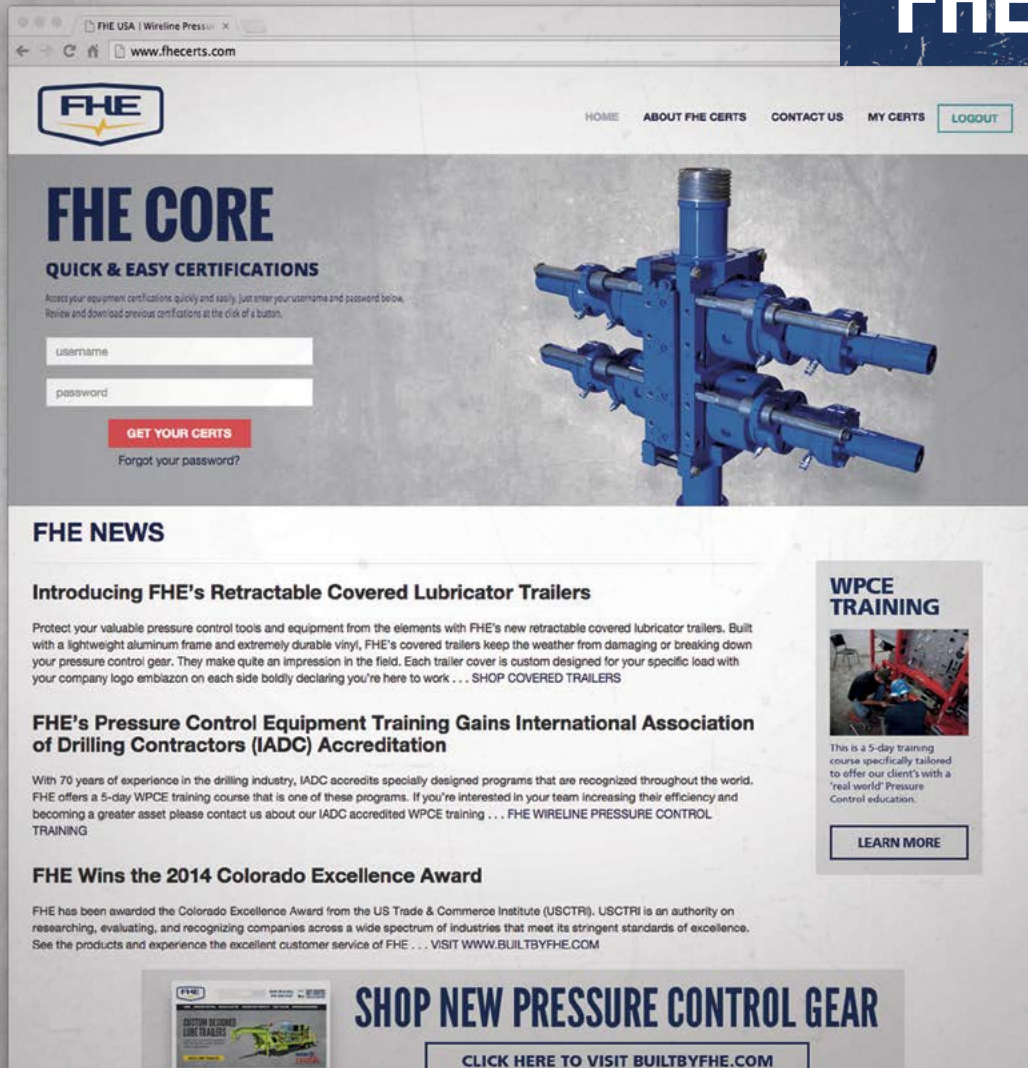 FHE
FHE USA | Wireline Pressur
www.fhecerts.com
FHE
HOME ABOUT FHE CERTS CONTACT US MY CERTS LOGOUT
FHE CORE
QUICK & EASY CERTIFICATIONS
Access your equipment certifications quickly and easily. Just enter your username and password below.
Review and download previous certifications at the click of a button.
username
password
GET YOUR CERTS
Forgot your password?
FHE NEWS
Introducing FHE's Retractable Covered Lubricator Trailers
Protect your valuable pressure control tools and equipment from the elements with FHE's new retractable covered lubricator trailers. Built
with a lightweight aluminum frame and extremely durable vinyl, FHE's covered trailers keep the weather from damaging or breaking down
your pressure control gear. They make quite an impression in the field. Each trailer cover is custom designed for your specific load with
your company logo emblazon on each side boldly declaring you're here to work . . . SHOP COVERED TRAILERS
FHE's Pressure Control Equipment Training Gains International Association
of Drilling Contractors (IADC) Accreditation
With 70 years of experience in the drilling industry, IADC accredits specially designed programs that are recognized throughout the world.
FHE offers a 5-day WPCE training course that is one of these programs. If you're interested in your team increasing their efficiency and
becoming a greater asset please contact us about our IADC accredited WPCE training . . . FHE WIRELINE PRESSURE CONTROL
TRAINING
FHE Wins the 2014 Colorado Excellence Award
FHE has been awarded the Colorado Excellence Award from the US Trade & Commerce Institute (USCTRI). USCTRI is an authority on
researching, evaluating, and recognizing companies across a wide spectrum of industries that meet its stringent standards of excellence.
See the products and experience the excellent customer service of FHE . . . VISIT WWW.BUILTBYFHE.COM
WPCE
TRAINING
This is a 5-day training
course specifically tailored
to offer our client's with a
'real world' Pressure
Control education.
LEARN MORE
FHE
CUSTOM DESIGNED
LUBE TRAILERS
SHOP NEW PRESSURE CONTROL GEAR
CLICK HERE TO VISIT BUILTBYFHE.COM